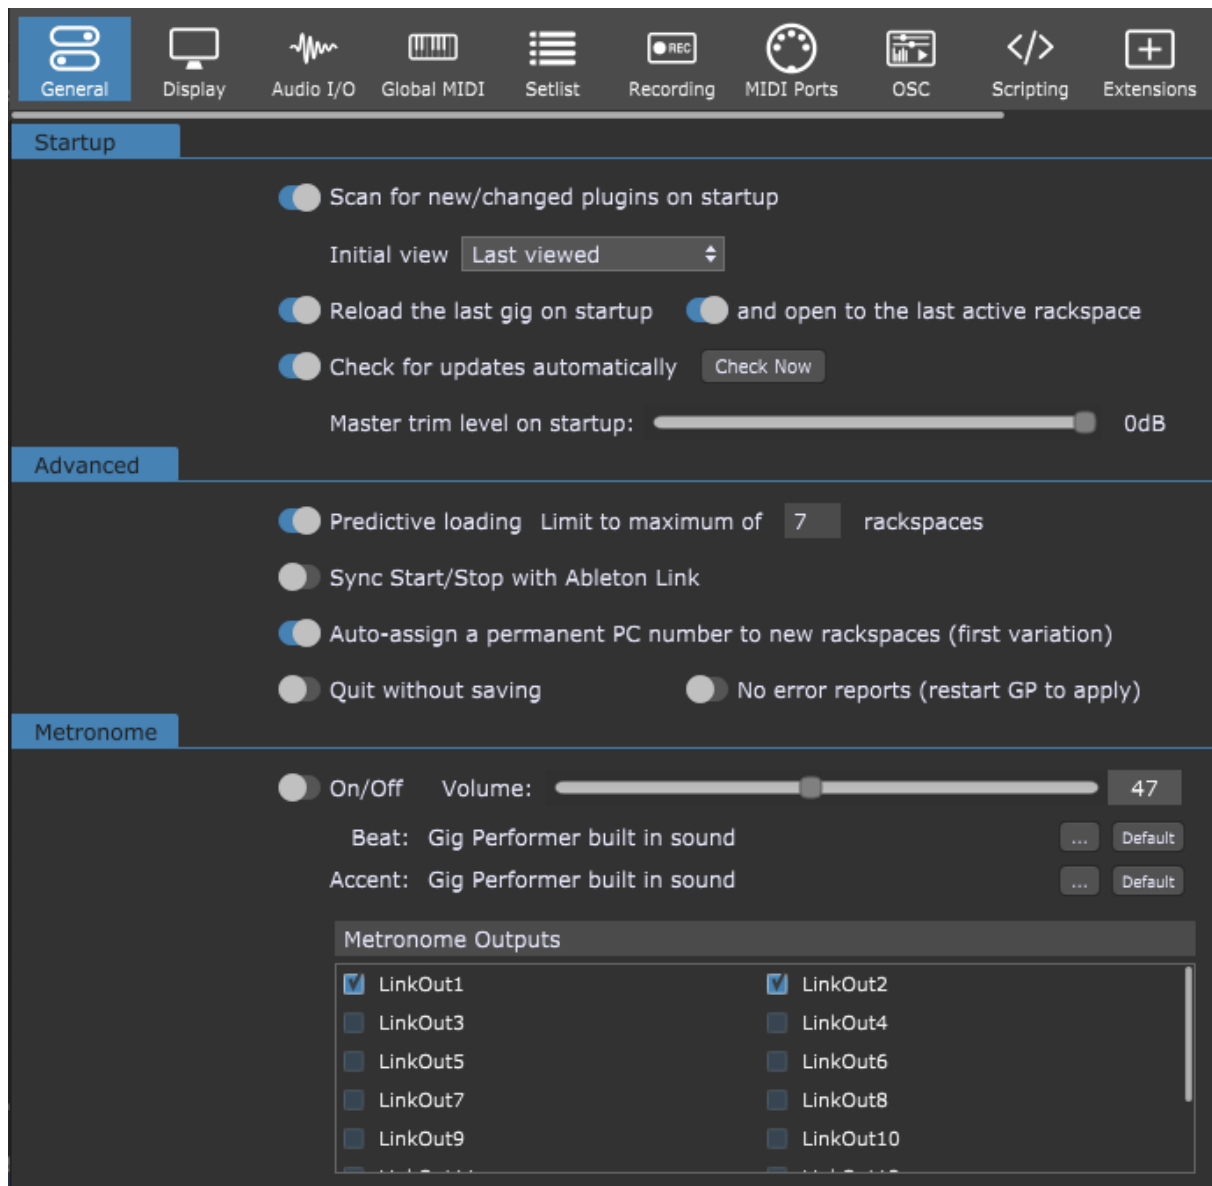 General Display Audio I/O Global MIDI Setlist REC Recording MIDI Ports OSC </> Scripting Extensions
Startup
Scan for new/changed plugins on startup
Initial view Last viewed
Reload the last gig on startup and open to the last active rackspace
Check for updates automatically Check Now
Master trim level on startup: 0dB
Advanced
Predictive loading Limit to maximum of 7 rackspaces
Sync Start/Stop with Ableton Link
Auto-assign a permanent PC number to new rackspaces (first variation)
Quit without saving No error reports (restart GP to apply)
Metronome
On/Off Volume: 47
Beat: Gig Performer built in sound ... Default
Accent: Gig Performer built in sound ... Default
Metronome Outputs
LinkOut1 LinkOut2
LinkOut3 LinkOut4
LinkOut5 LinkOut6
LinkOut7 LinkOut8
LinkOut9 LinkOut10